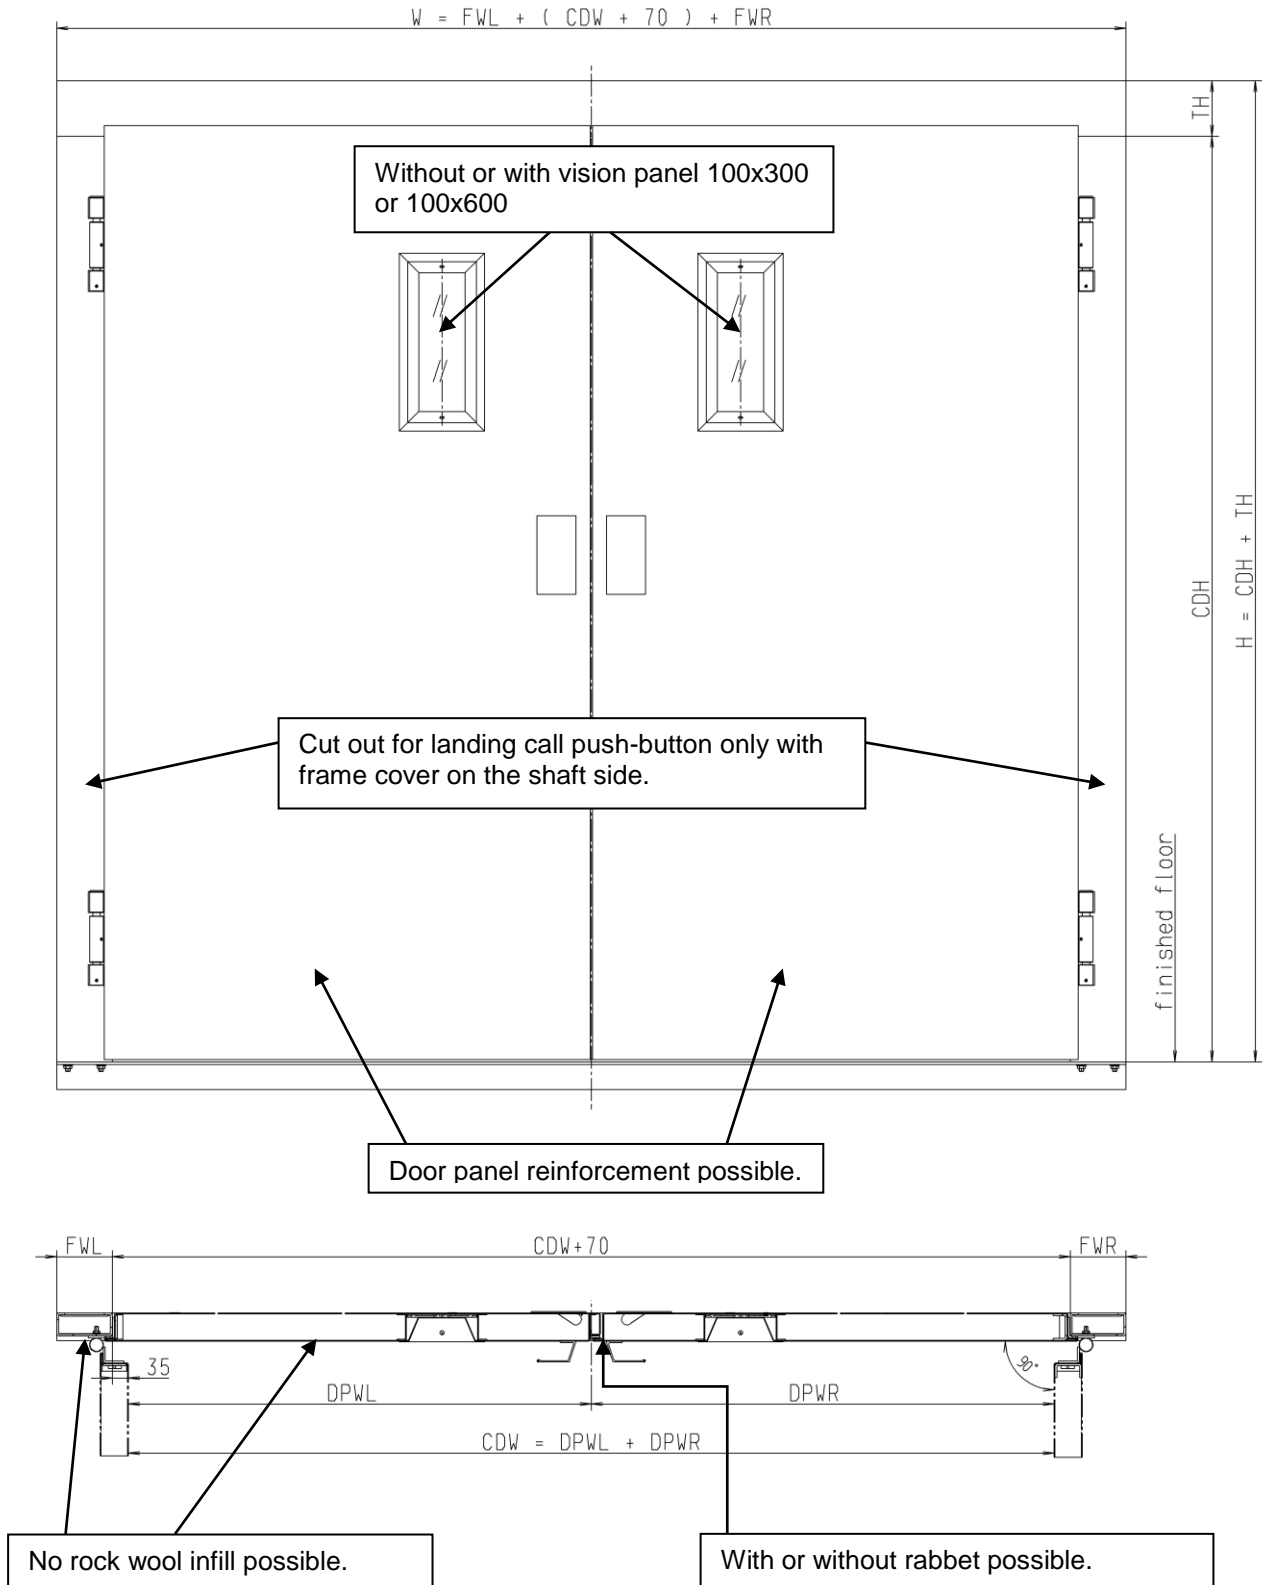 W = FWL + ( CDW + 70 ) + FWR
TH
Without or with vision panel 100x300
or 100x600
CDH
H = CDH + TH
Cut out for landing call push-button only with
frame cover on the shaft side.
finished floor
Door panel reinforcement possible.
FWL
CDW+70
FWR
35
90°
DPWL
DPWR
CDW = DPWL + DPWR
No rock wool infill possible.
With or without rabbet possible.